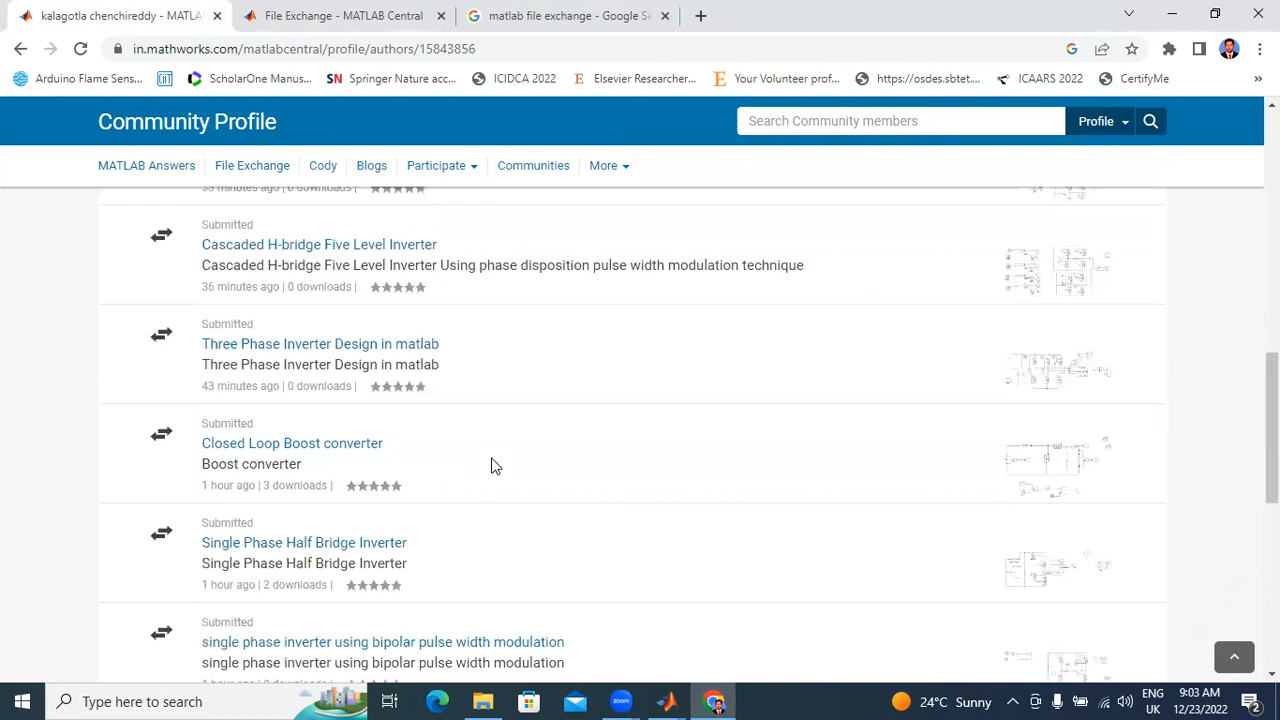 kalagotla chenchireddy - MATLA
File Exchange - MATLAB Central
matlab file exchange - Google Se
in.mathworks.com/matlabcentral/profile/authors/15843856
Arduino Flame Sens...
ScholarOne Manus...
SN Springer Nature acc...
ICIDCA 2022
Elsevier Researcher...
Your Volunteer prof...
https://osdes.sbtet....
ICAARS 2022
CertifyMe
»
Community Profile
Search Community members
Profile
MATLAB Answers
File Exchange
Cody
Blogs
Participate
Communities
More
33 minutes ago | 0 downloads |
Submitted
Cascaded H-bridge Five Level Inverter
Cascaded H-bridge Five Level Inverter Using phase disposition pulse width modulation technique
36 minutes ago | 0 downloads |
Submitted
Three Phase Inverter Design in matlab
Three Phase Inverter Design in matlab
43 minutes ago | 0 downloads |
Submitted
Closed Loop Boost converter
Boost converter
1 hour ago | 3 downloads |
Submitted
Single Phase Half Bridge Inverter
Single Phase Half Bridge inverter
1 hour ago | 2 downloads |
Submitted
single phase inverter using bipolar pulse width modulation
single phase inverter using bipolar pulse width modulation
Type here to search
zoom
24°C Sunny
ENG
UK
9:03 AM
12/23/2022
2